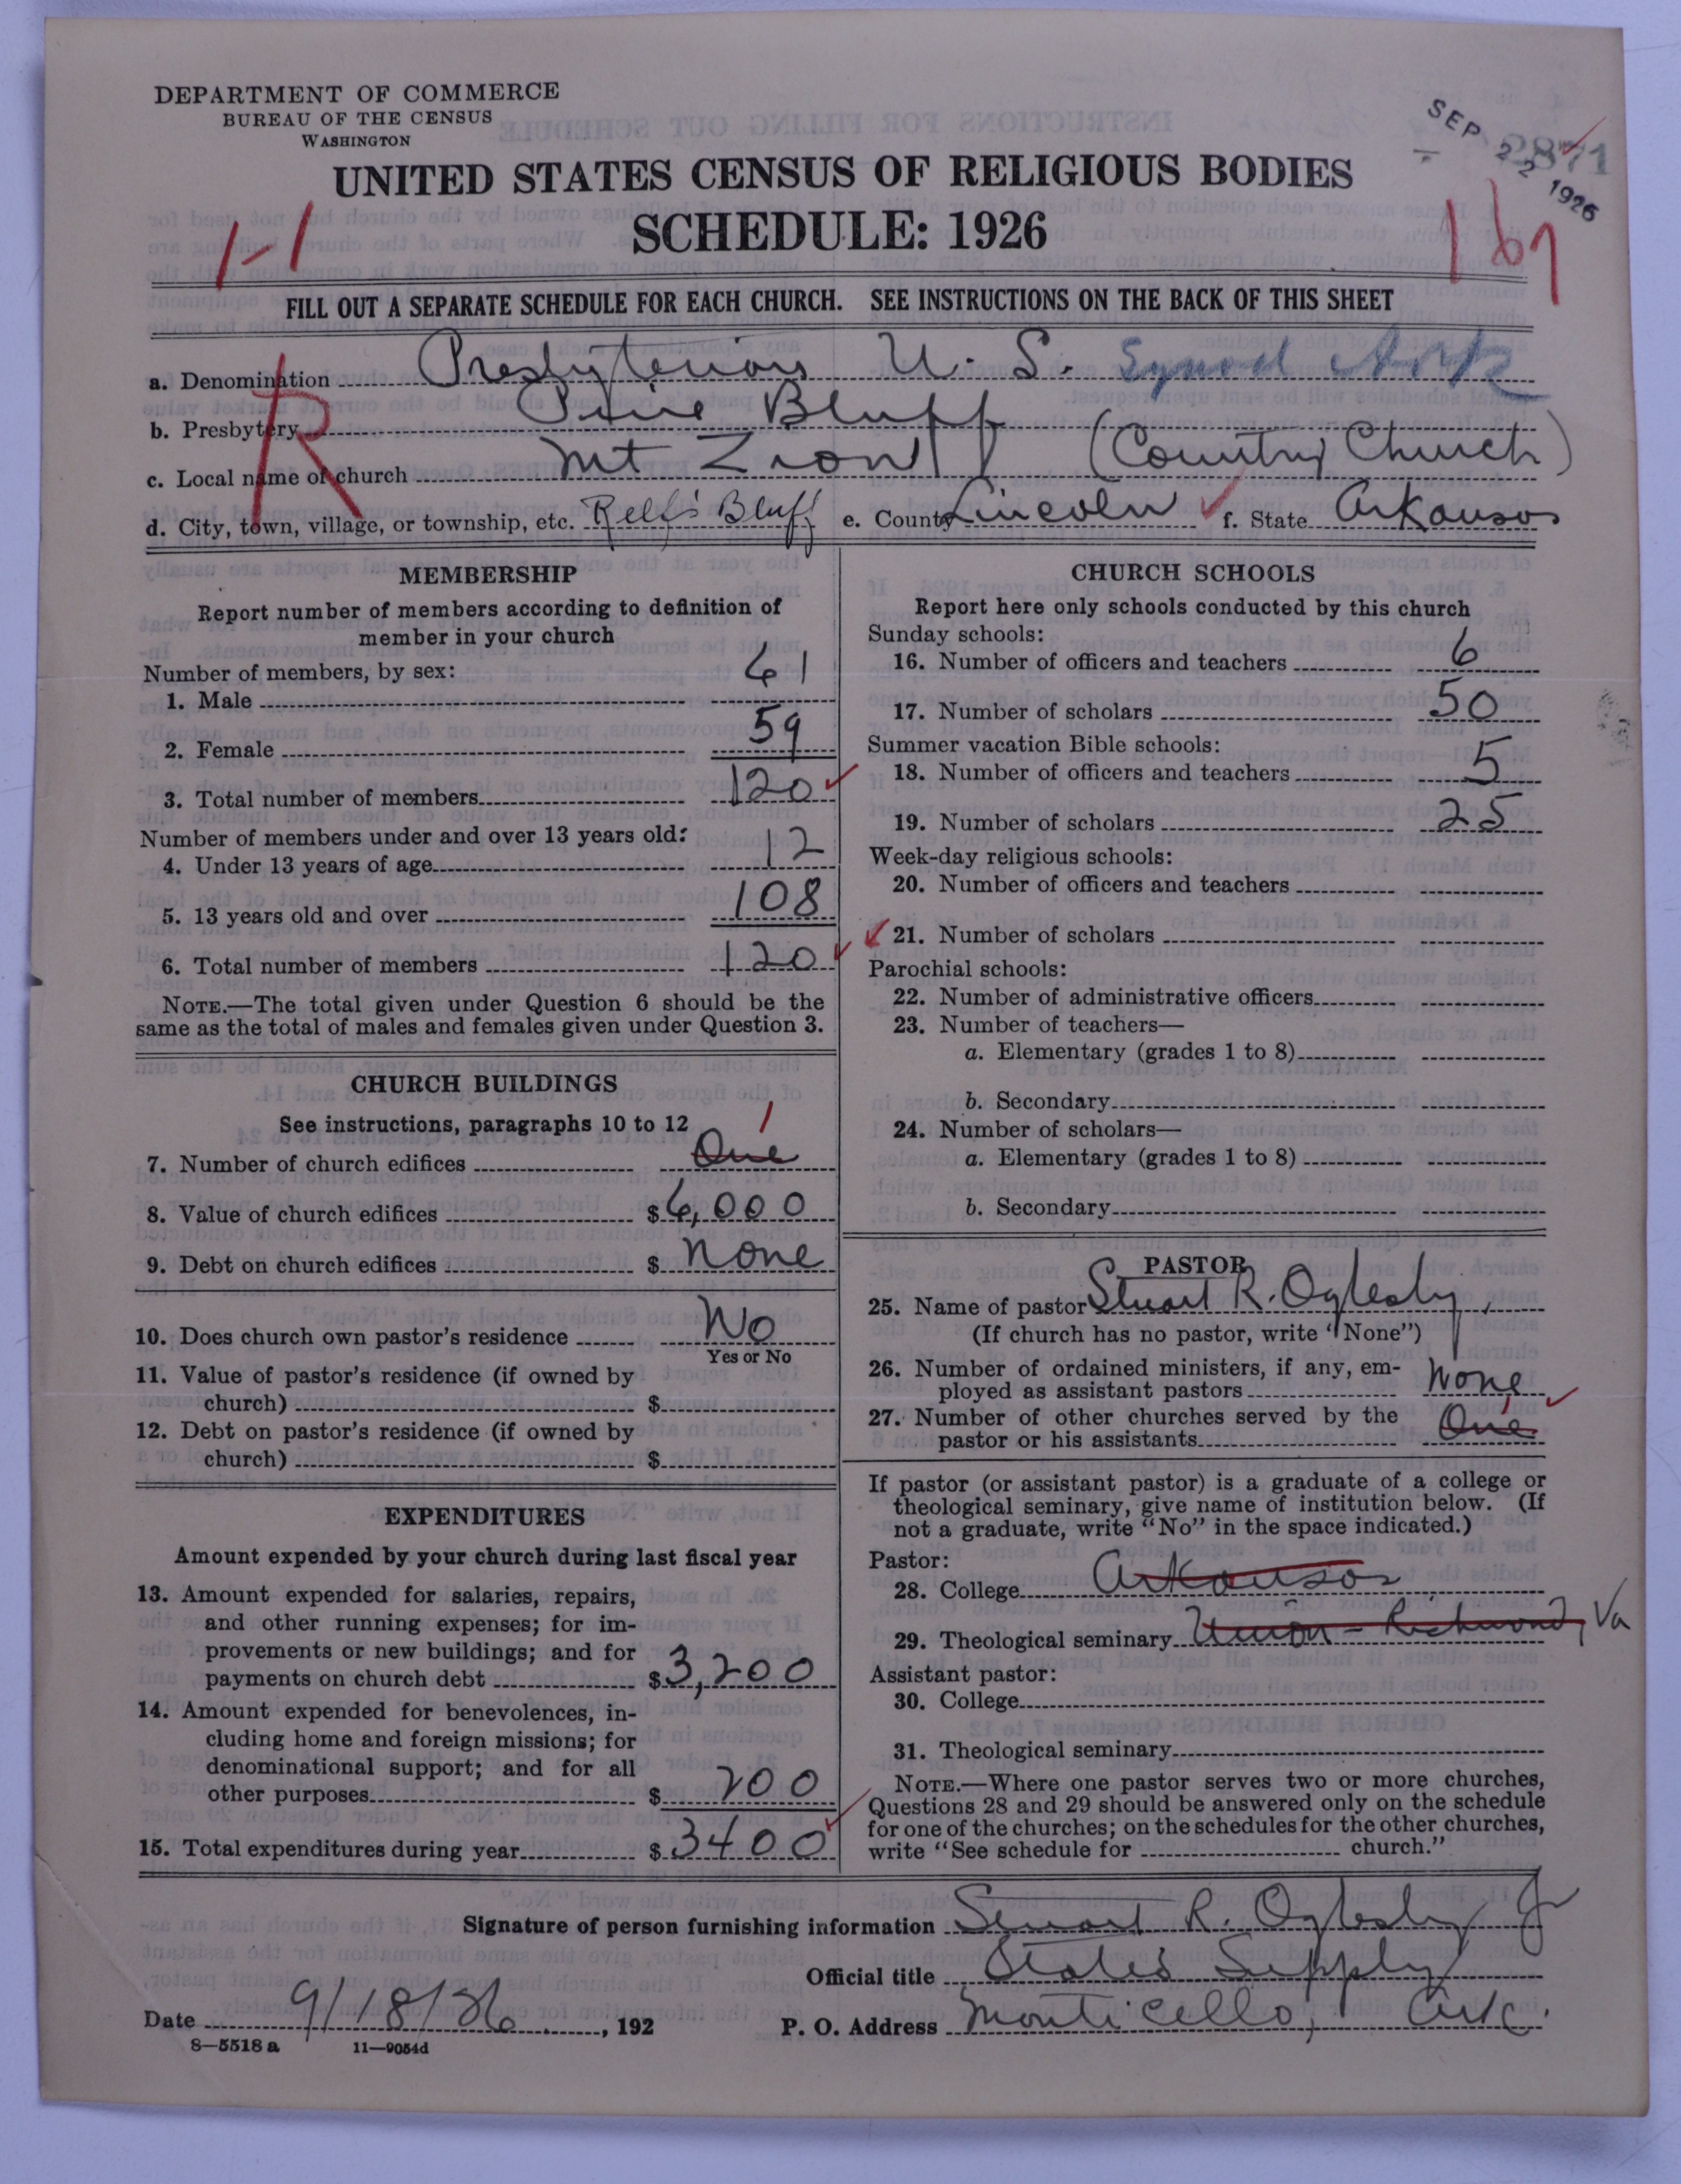 DEPARTMENT OF COMMERCE
BUREAU OF THE CENSUS
WASHINGTON
SEP 22 1926
2871
UNITED STATES CENSUS OF RELIGIOUS BODIES
SCHEDULE: 1926
1-1
167
FILL OUT A SEPARATE SCHEDULE FOR EACH CHURCH. SEE INSTRUCTIONS ON THE BACK OF THIS SHEET
R
a. Denomination Presbyterian U. S. Synod Ark
b. Presbytery Pine Bluff
c. Local name of church Mt Zion (Country Church)
d. City, town, village, or township, etc. Relf's Bluff e. County Lincoln f. State Arkansas
MEMBERSHIP
Report number of members according to definition of
member in your church
Number of members, by sex:
1. Male 61
2. Female 59
3. Total number of members 120
Number of members under and over 13 years old:
4. Under 13 years of age 12
5. 13 years old and over 108
6. Total number of members 120
NOTE.—The total given under Question 6 should be the
same as the total of males and females given under Question 3.
CHURCH BUILDINGS
See instructions, paragraphs 10 to 12
7. Number of church edifices One 1
8. Value of church edifices $ 6,000
9. Debt on church edifices $ none
10. Does church own pastor's residence No
Yes or No
11. Value of pastor's residence (if owned by
church) $
12. Debt on pastor's residence (if owned by
church) $
EXPENDITURES
Amount expended by your church during last fiscal year
13. Amount expended for salaries, repairs,
and other running expenses; for im-
provements or new buildings; and for
payments on church debt $ 3,200
14. Amount expended for benevolences, in-
cluding home and foreign missions; for
denominational support; and for all
other purposes $ 200
15. Total expenditures during year $ 3400
CHURCH SCHOOLS
Report here only schools conducted by this church
Sunday schools:
16. Number of officers and teachers 6
17. Number of scholars 50
Summer vacation Bible schools:
18. Number of officers and teachers 5
19. Number of scholars 25
Week-day religious schools:
20. Number of officers and teachers
21. Number of scholars
Parochial schools:
22. Number of administrative officers
23. Number of teachers—
a. Elementary (grades 1 to 8)
b. Secondary
24. Number of scholars—
a. Elementary (grades 1 to 8)
b. Secondary
PASTOR
25. Name of pastor Stuart R. Oglesby,
(If church has no pastor, write "None")
26. Number of ordained ministers, if any, em-
ployed as assistant pastors None
27. Number of other churches served by the
pastor or his assistants One
If pastor (or assistant pastor) is a graduate of a college or
theological seminary, give name of institution below. (If
not a graduate, write "No" in the space indicated.)
Pastor:
28. College Arkansas
29. Theological seminary Union - Richmond, Va
Assistant pastor:
30. College
31. Theological seminary
NOTE.—Where one pastor serves two or more churches,
Questions 28 and 29 should be answered only on the schedule
for one of the churches; on the schedules for the other churches,
write "See schedule for church."
Signature of person furnishing information Stuart R. Oglesby Jr
Official title Stated Supply
Date 9/18/26, 192
P. O. Address Monticello, Ark.
8—5518 a 11—9054d